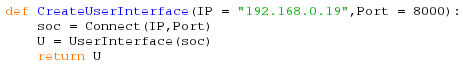 def CreateUserInterface(IP = "192.168.0.19",Port = 8000):
    soc = Connect(IP,Port)
    U = UserInterface(soc)
    return U